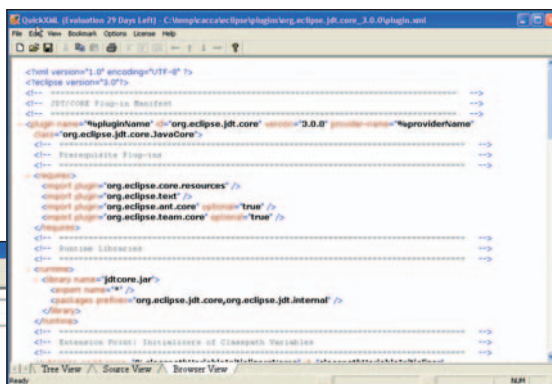 QuickXML (Evaluation 29 Days Left) - C:\temp\cacca\eclipse\plugins\org.eclipse.jdt.core_3.0.0\plugin.xml
File Edit View Bookmark Options License Help
<?xml version="1.0" encoding="UTF-8" ?>
<?eclipse version="3.0"?>
<!-- ======================================================================== -->
<!-- JDT/CORE Plug-in Manifest -->
<!-- ======================================================================== -->
- <plugin name="%pluginName" id="org.eclipse.jdt.core" version="3.0.0" provider-name="%providerName"
class="org.eclipse.jdt.core.JavaCore">
<!-- ======================================================================== -->
<!-- Prerequisite Plug-ins -->
<!-- ======================================================================== -->
- <requires>
<import plugin="org.eclipse.core.resources" />
<import plugin="org.eclipse.text" />
<import plugin="org.eclipse.ant.core" optional="true" />
<import plugin="org.eclipse.team.core" optional="true" />
</requires>
<!-- ======================================================================== -->
<!-- Runtime Libraries -->
<!-- ======================================================================== -->
- <runtime>
- <library name="jdtcore.jar">
<export name="*" />
<packages prefixes="org.eclipse.jdt.core,org.eclipse.jdt.internal" />
</library>
</runtime>
<!-- ======================================================================== -->
<!-- Extension Point: Initializers of Classpath Variables -->
<!-- ======================================================================== -->
Tree View Source View Browser View
Ready NUM